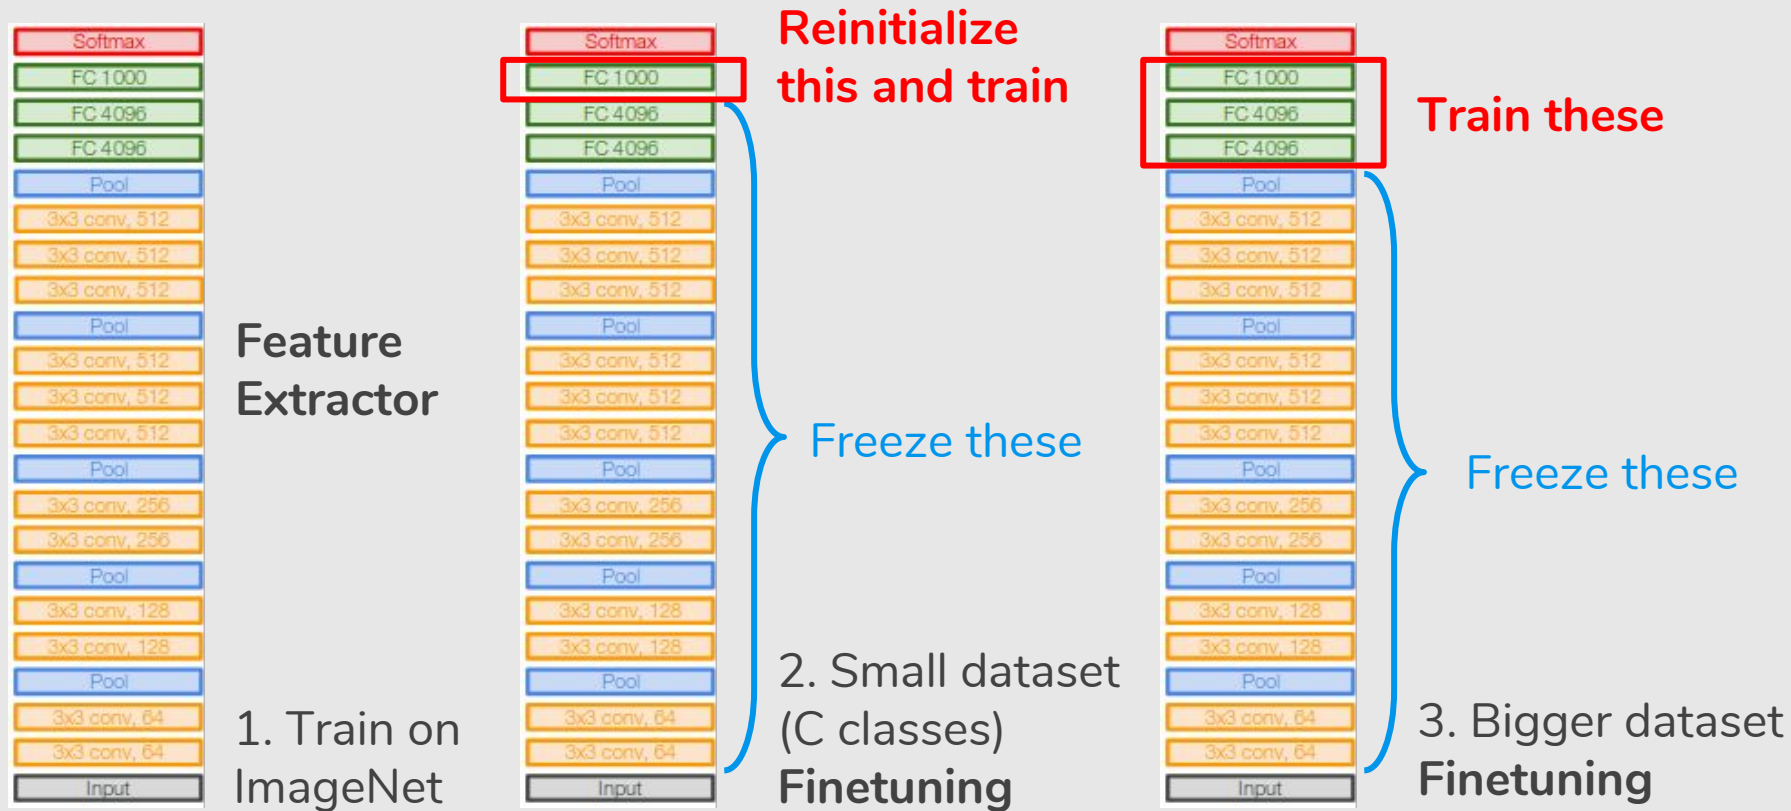 Softmax
FC 1000
FC 4096
FC 4096
Pool
3x3 conv, 512
3x3 conv, 512
3x3 conv, 512
Pool
3x3 conv, 512
3x3 conv, 512
3x3 conv, 512
Pool
3x3 conv, 256
3x3 conv, 256
Pool
3x3 conv, 128
3x3 conv, 128
Pool
3x3 conv, 64
3x3 conv, 64
Input
Feature
Extractor
1. Train on
ImageNet
Softmax
FC 1000
FC 4096
FC 4096
Pool
3x3 conv, 512
3x3 conv, 512
3x3 conv, 512
Pool
3x3 conv, 512
3x3 conv, 512
3x3 conv, 512
Pool
3x3 conv, 256
3x3 conv, 256
Pool
3x3 conv, 128
3x3 conv, 128
Pool
3x3 conv, 64
3x3 conv, 64
Input
Reinitialize
this and train
Freeze these
2. Small dataset
(C classes)
Finetuning
Softmax
FC 1000
FC 4096
FC 4096
Pool
3x3 conv, 512
3x3 conv, 512
3x3 conv, 512
Pool
3x3 conv, 512
3x3 conv, 512
3x3 conv, 512
Pool
3x3 conv, 256
3x3 conv, 256
Pool
3x3 conv, 128
3x3 conv, 128
Pool
3x3 conv, 64
3x3 conv, 64
Input
Train these
Freeze these
3. Bigger dataset
Finetuning